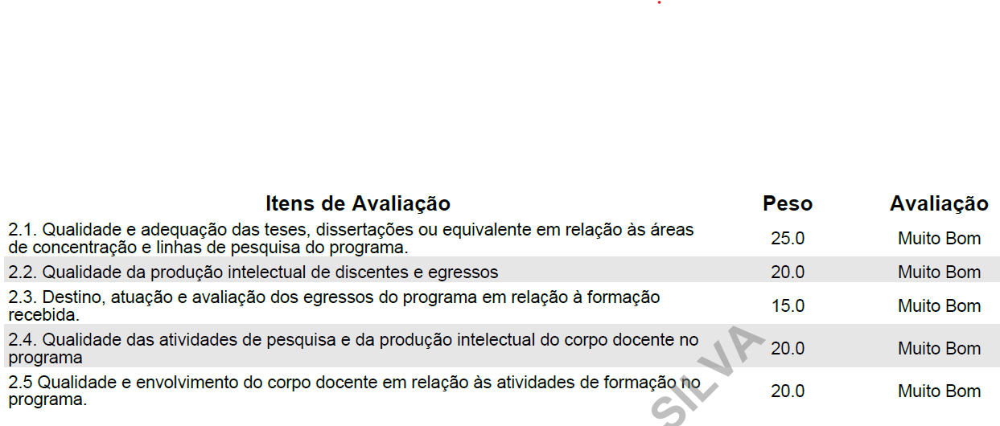 Itens de Avaliação Peso Avaliação
2.1. Qualidade e adequação das teses, dissertações ou equivalente em relação às áreas
de concentração e linhas de pesquisa do programa. 25.0 Muito Bom
2.2. Qualidade da produção intelectual de discentes e egressos 20.0 Muito Bom
2.3. Destino, atuação e avaliação dos egressos do programa em relação à formação
recebida. 15.0 Muito Bom
2.4. Qualidade das atividades de pesquisa e da produção intelectual do corpo docente no
programa 20.0 Muito Bom
2.5 Qualidade e envolvimento do corpo docente em relação às atividades de formação no
programa. 20.0 Muito Bom
SILVA